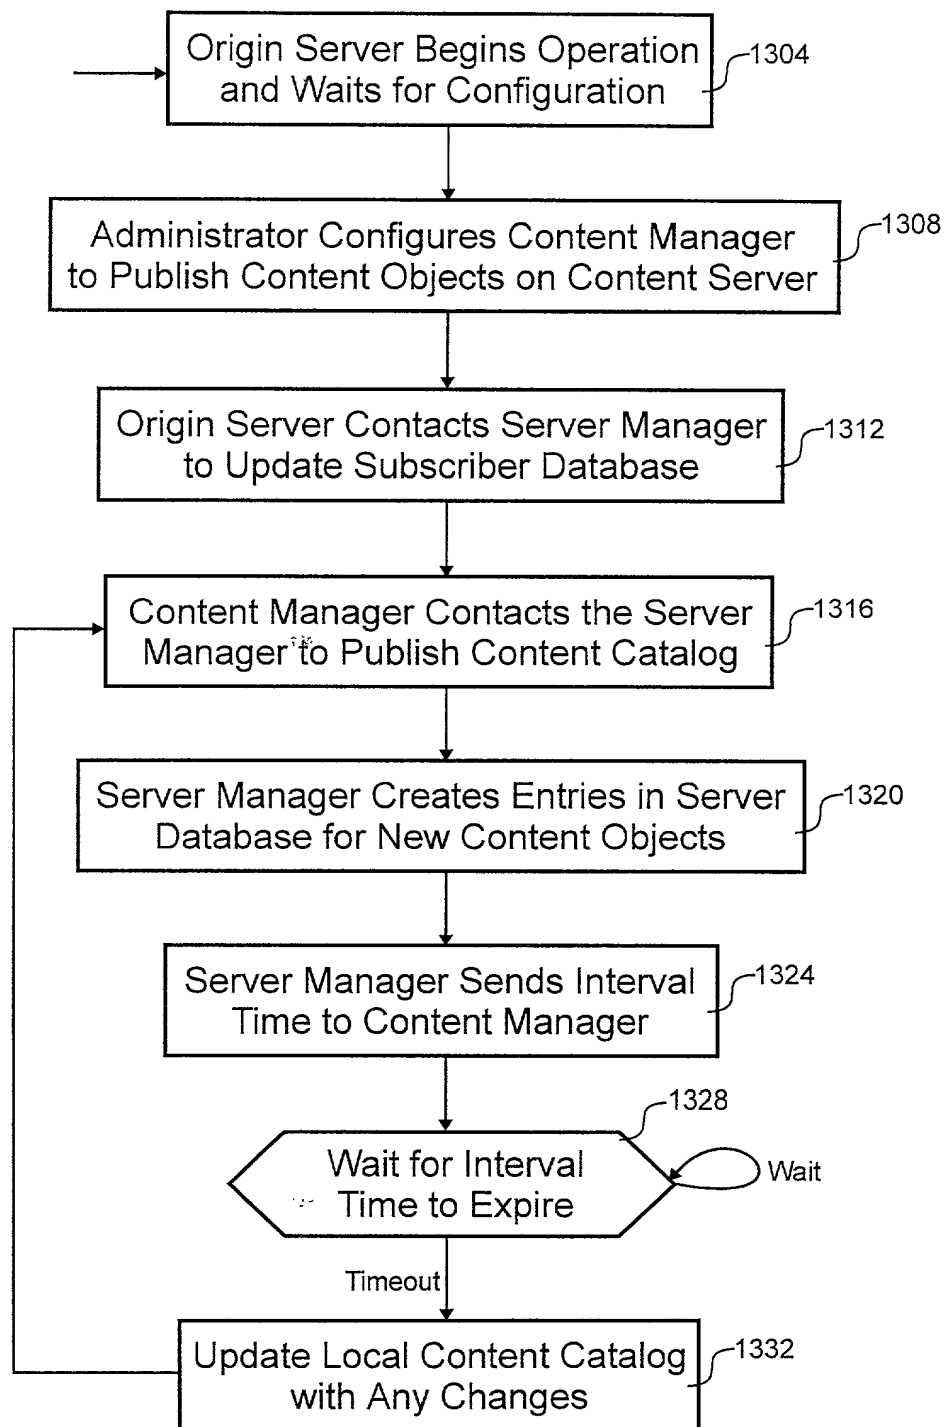 Origin Server Begins Operation
and Waits for Configuration
1304
Administrator Configures Content Manager
to Publish Content Objects on Content Server
1308
Origin Server Contacts Server Manager
to Update Subscriber Database
1312
Content Manager Contacts the Server
Manager to Publish Content Catalog
1316
Server Manager Creates Entries in Server
Database for New Content Objects
1320
Server Manager Sends Interval
Time to Content Manager
1324
1328
Wait for Interval
Time to Expire
Wait
Timeout
Update Local Content Catalog
with Any Changes
1332